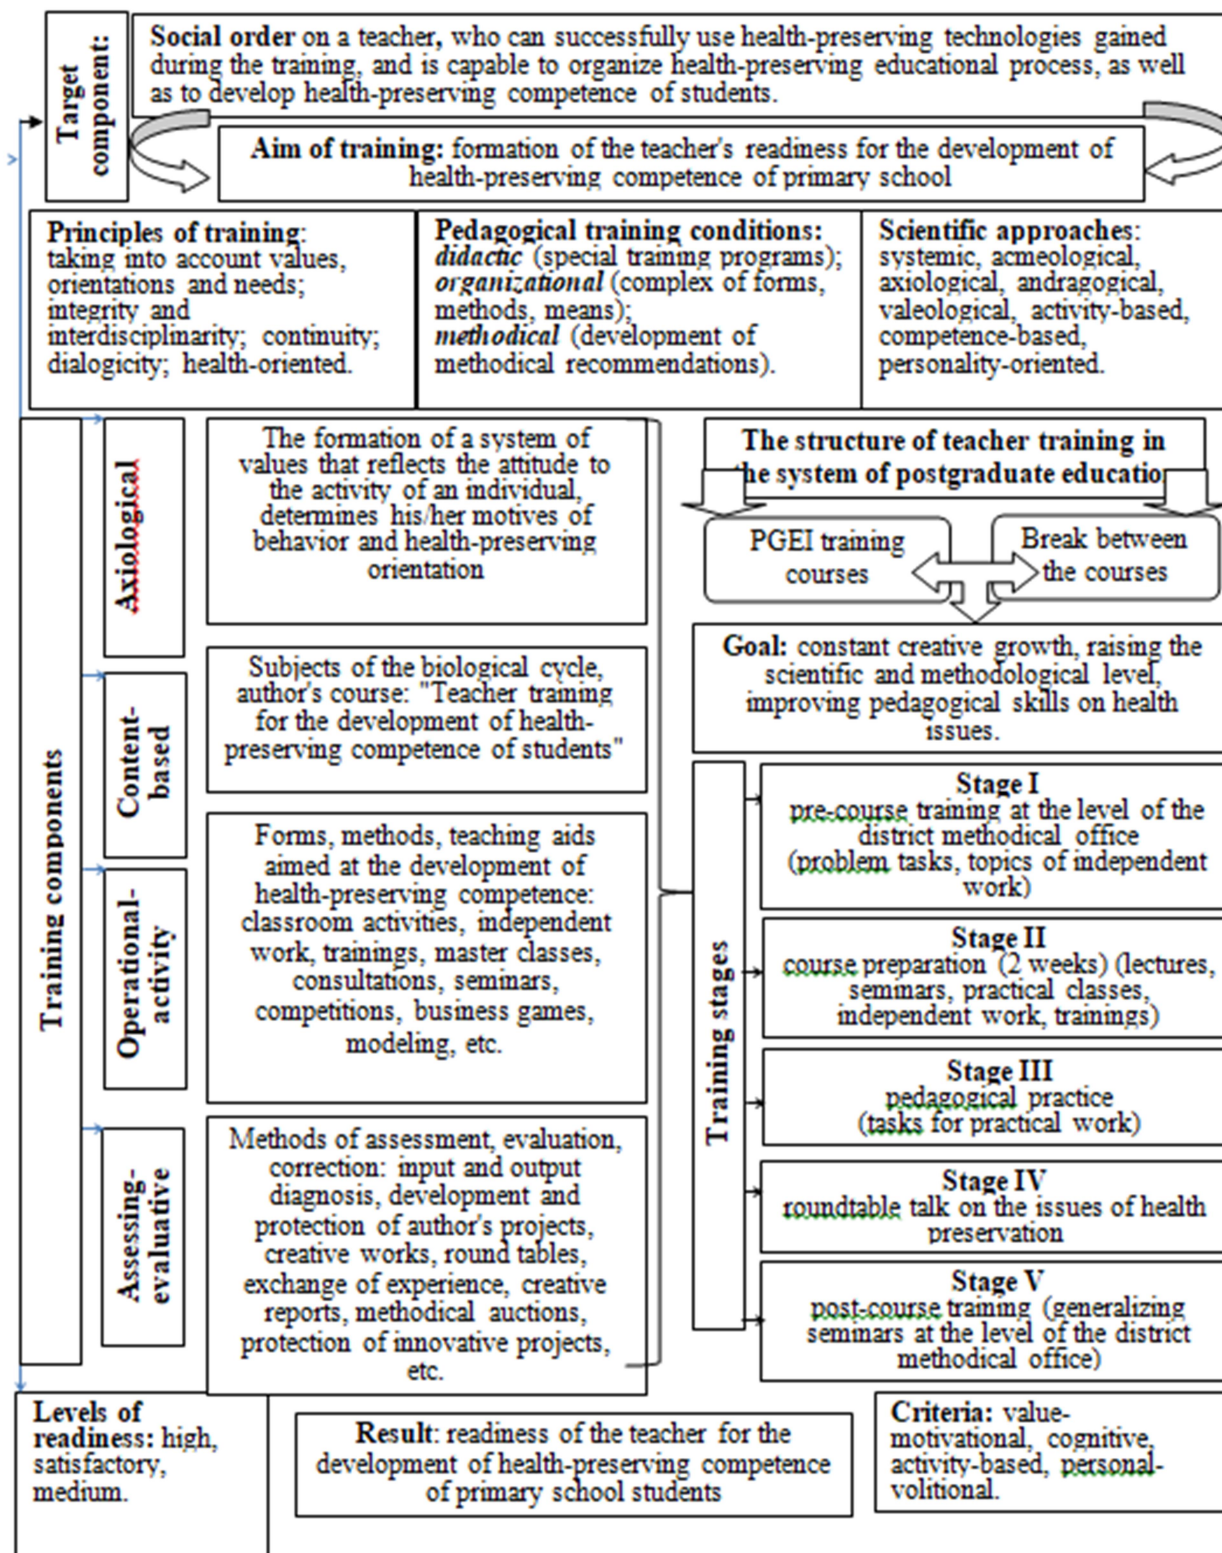 Target
component:
Social order on a teacher, who can successfully use health-preserving technologies gained
during the training, and is capable to organize health-preserving educational process, as well
as to develop health-preserving competence of students.
Aim of training: formation of the teacher's readiness for the development of
health-preserving competence of primary school
Principles of training:
taking into account values,
orientations and needs;
integrity and
interdisciplinarity; continuity;
dialogicity; health-oriented.
Pedagogical training conditions:
didactic (special training programs);
organizational (complex of forms,
methods, means);
methodical (development of
methodical recommendations).
Scientific approaches:
systemic, acmeological,
axiological, andragogical,
valeological, activity-based,
competence-based,
personality-oriented.
Training components
Axiological
The formation of a system of
values that reflects the attitude to
the activity of an individual,
determines his/her motives of
behavior and health-preserving
orientation
Content-
based
Subjects of the biological cycle,
author's course: "Teacher training
for the development of health-
preserving competence of students"
Operational-
activity
Forms, methods, teaching aids
aimed at the development of
health-preserving competence:
classroom activities, independent
work, trainings, master classes,
consultations, seminars,
competitions, business games,
modeling, etc.
Assessing-
evaluative
Methods of assessment, evaluation,
correction: input and output
diagnosis, development and
protection of author's projects,
creative works, round tables,
exchange of experience, creative
reports, methodical auctions,
protection of innovative projects,
etc.
The structure of teacher training in
the system of postgraduate education
PGEI training
courses
Break between
the courses
Goal: constant creative growth, raising the
scientific and methodological level,
improving pedagogical skills on health
issues.
Training stages
Stage I
pre-course training at the level of the
district methodical office
(problem tasks, topics of independent
work)
Stage II
course preparation (2 weeks) (lectures,
seminars, practical classes,
independent work, trainings)
Stage III
pedagogical practice
(tasks for practical work)
Stage IV
roundtable talk on the issues of health
preservation
Stage V
post-course training (generalizing
seminars at the level of the district
methodical office)
Levels of
readiness: high,
satisfactory,
medium.
Result: readiness of the teacher for the
development of health-preserving competence
of primary school students
Criteria: value-
motivational, cognitive,
activity-based, personal-
volitional.